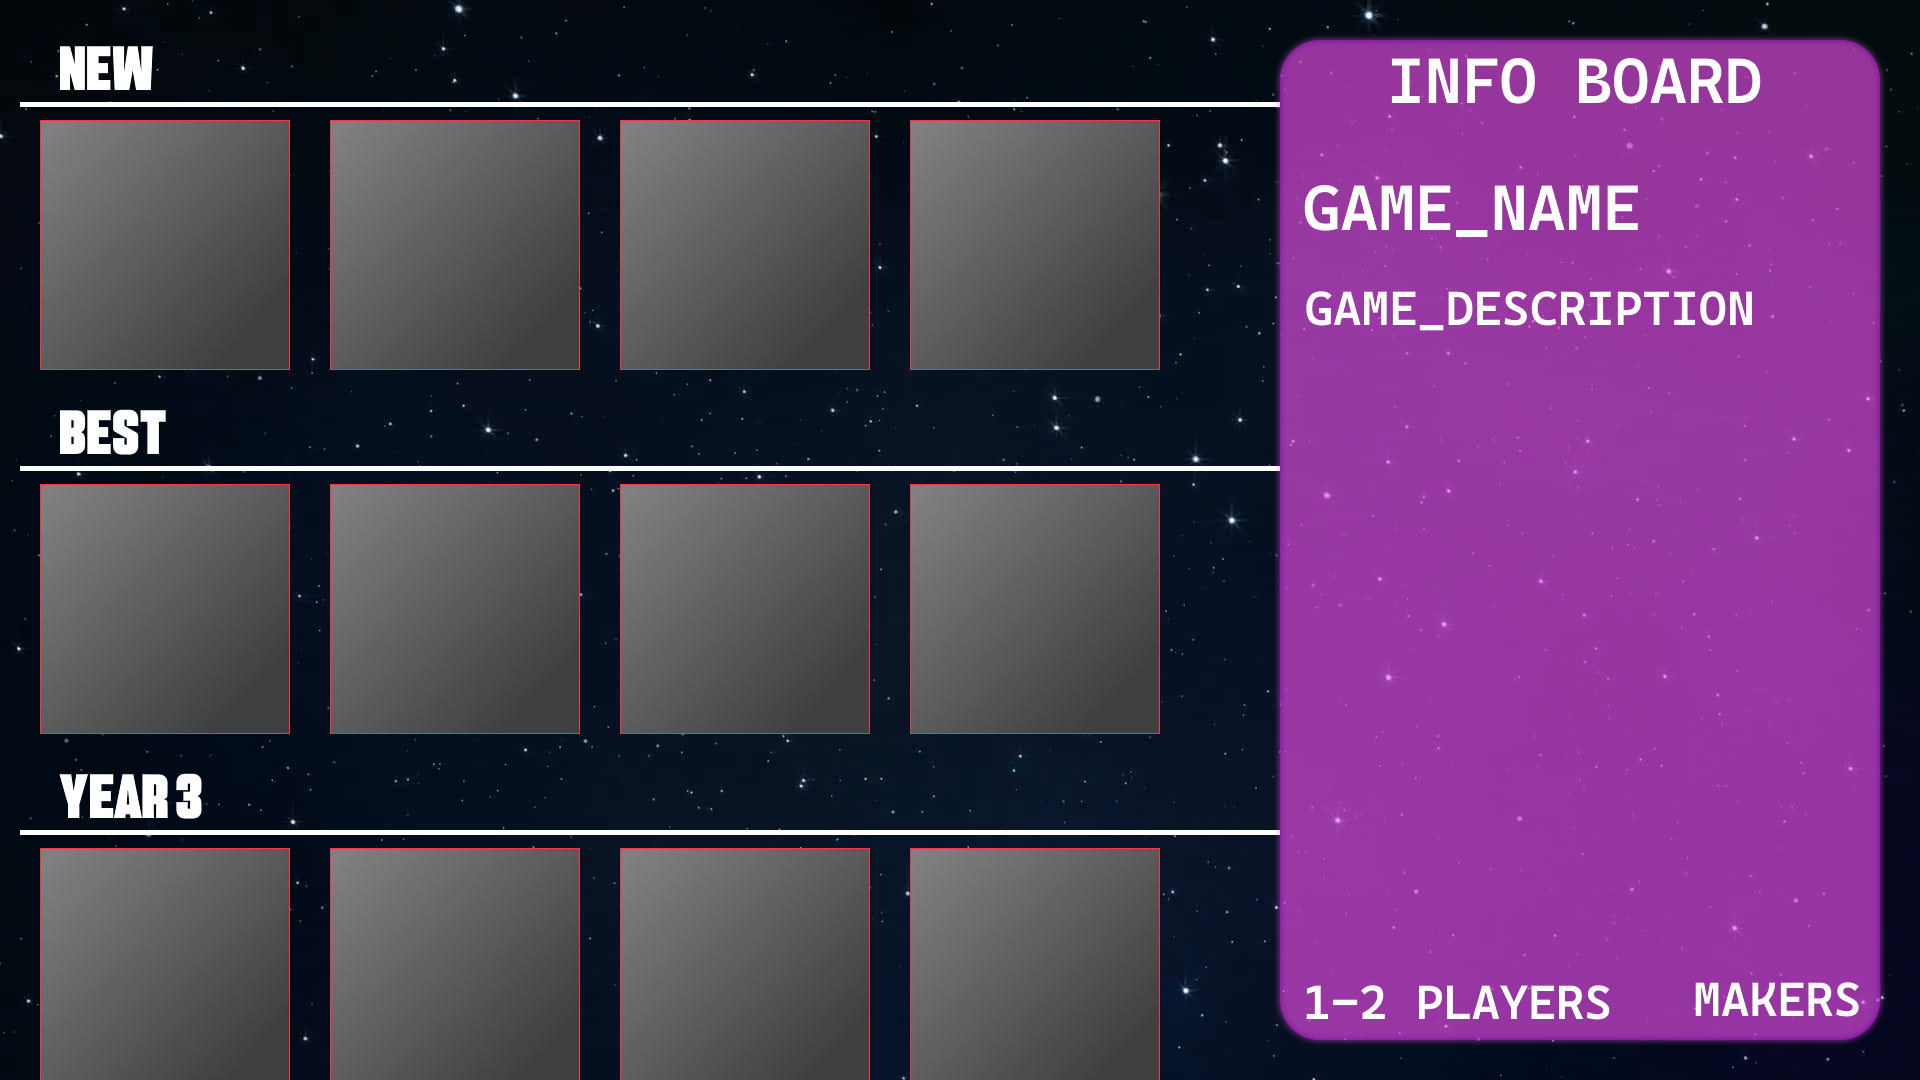 NEW
BEST
YEAR 3
INFO BOARD
GAME_NAME
GAME_DESCRIPTION
1-2 PLAYERS
MAKERS